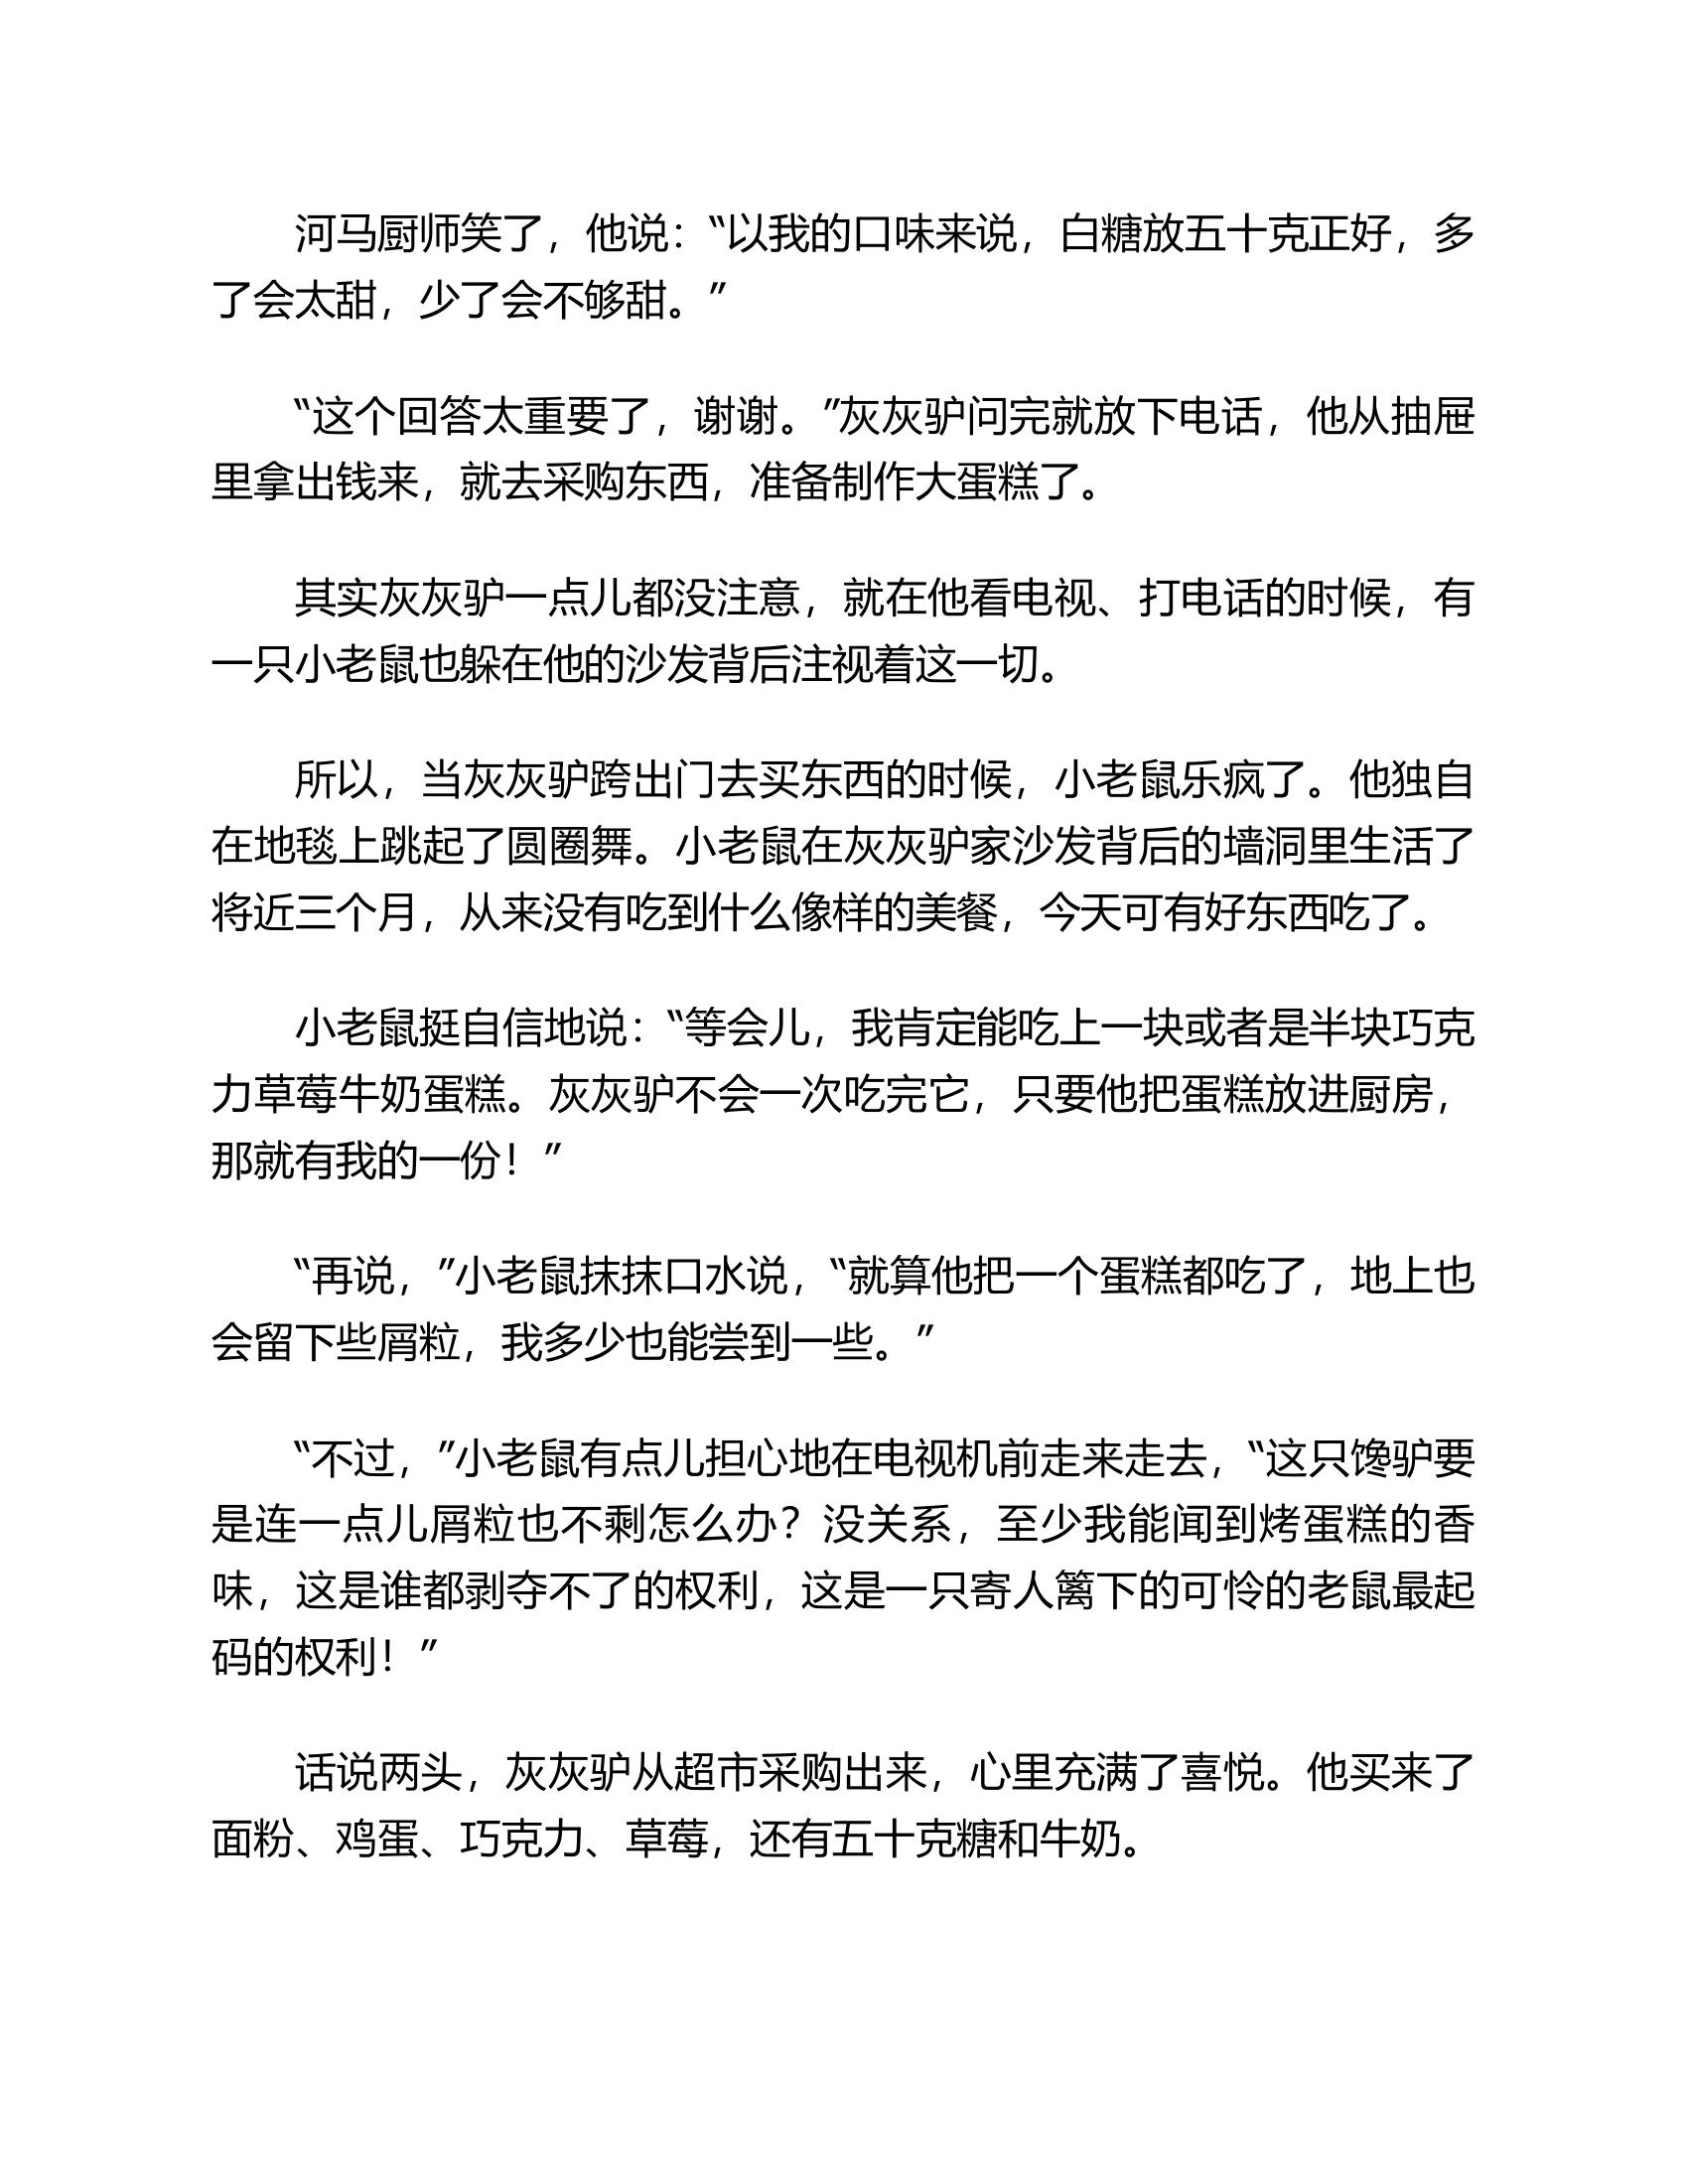 河马厨师笑了，他说：“以我的口味来说，白糖放五十克正好，多
了会太甜，少了会不够甜。”
“这个回答太重要了，谢谢。”灰灰驴问完就放下电话，他从抽屉
里拿出钱来，就去采购东西，准备制作大蛋糕了。
其实灰灰驴一点儿都没注意，就在他看电视、打电话的时候，有
一只小老鼠也躲在他的沙发背后注视着这一切。
所以，当灰灰驴跨出门去买东西的时候，小老鼠乐疯了。他独自
在地毯上跳起了圆圈舞。小老鼠在灰灰驴家沙发背后的墙洞里生活了
将近三个月，从来没有吃到什么像样的美餐，今天可有好东西吃了。
小老鼠挺自信地说：“等会儿，我肯定能吃上一块或者是半块巧克
力草莓牛奶蛋糕。灰灰驴不会一次吃完它，只要他把蛋糕放进厨房，
那就有我的一份！”
“再说，”小老鼠抹抹口水说，“就算他把一个蛋糕都吃了，地上也
会留下些屑粒，我多少也能尝到一些。”
“不过，”小老鼠有点儿担心地在电视机前走来走去，“这只馋驴要
是连一点儿屑粒也不剩怎么办？没关系，至少我能闻到烤蛋糕的香
味，这是谁都剥夺不了的权利，这是一只寄人篱下的可怜的老鼠最起
码的权利！”
话说两头，灰灰驴从超市采购出来，心里充满了喜悦。他买来了
面粉、鸡蛋、巧克力、草莓，还有五十克糖和牛奶。